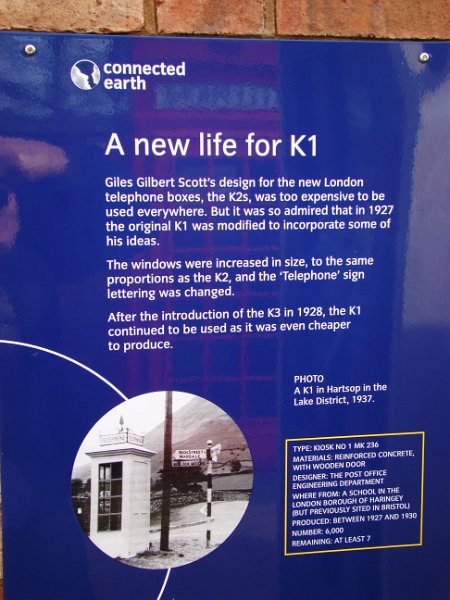 connected
earth
A new life for K1
Giles Gilbert Scott's design for the new London
telephone boxes, the K2s, was too expensive to be
used everywhere. But it was so admired that in 1927
the original K1 was modified to incorporate some of
his ideas.
The windows were increased in size, to the same
proportions as the K2, and the 'Telephone' sign
lettering was changed.
After the introduction of the K3 in 1928, the K1
continued to be used as it was even cheaper
to produce.
PHOTO
A K1 in Hartsop in the
Lake District, 1937.
TELEPHONE
TYPE: KIOSK NO 1 MK 236
MATERIALS: REINFORCED CONCRETE,
WITH WOODEN DOOR
DESIGNER: THE POST OFFICE
ENGINEERING DEPARTMENT
WHERE FROM: A SCHOOL IN THE
LONDON BOROUGH OF HARINGEY
(BUT PREVIOUSLY SITED IN BRISTOL)
PRODUCED: BETWEEN 1927 AND 1930
NUMBER: 6,000
REMAINING: AT LEAST 7